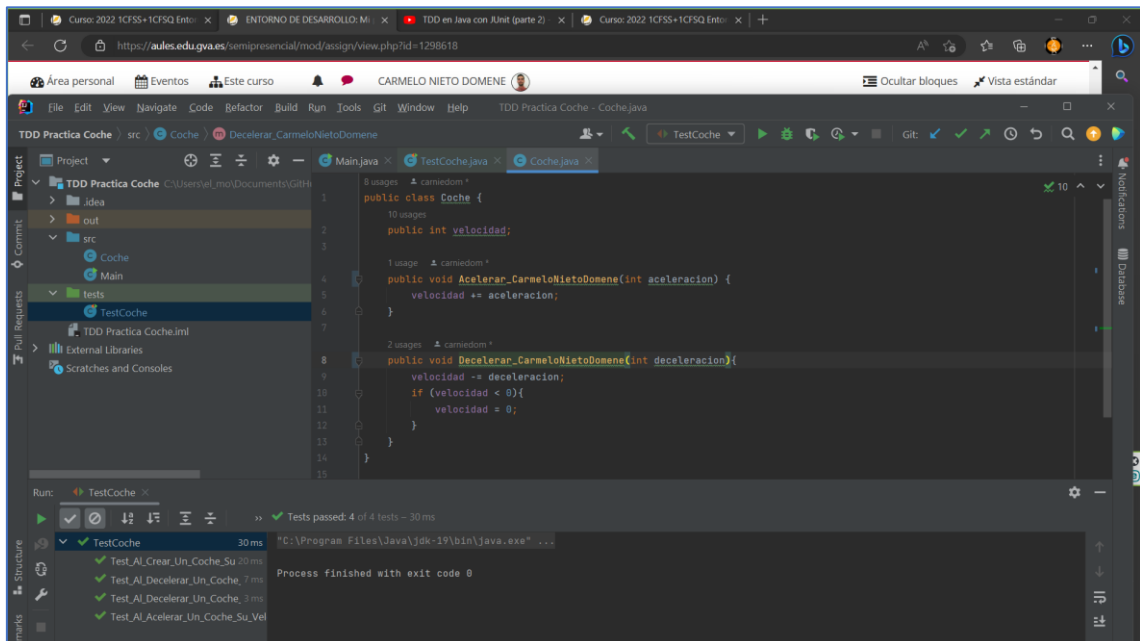 Curso: 2022 1CFSS+1CFSQ Entor
ENTORNO DE DESARROLLO: Mi
TDD en Java con JUnit (parte 2)
Curso: 2022 1CFSS+1CFSQ Entor
https://aules.edu.gva.es/semipresencial/mod/assign/view.php?id=1298618
Área personal Eventos Este curso CARMELO NIETO DOMENE Ocultar bloques Vista estándar
File Edit View Navigate Code Refactor Build Run Tools Git Window Help TDD Practica Coche - Coche.java
TDD Practica Coche src Coche Decelerar_CarmeloNietoDomene TestCoche Git:
Project Main.java TestCoche.java Coche.java
TDD Practica Coche C:\Users\el_mo\Documents\GitH
.idea
out
src
Coche
Main
tests
TestCoche
TDD Practica Coche.iml
External Libraries
Scratches and Consoles
Project
Commit
Pull Requests
Structure
marks
8 usages carniedom *
1 public class Coche {
10 usages
2 public int velocidad;
3
1 usage carniedom *
4 public void Acelerar_CarmeloNietoDomene(int aceleracion) {
5 velocidad += aceleracion;
6 }
7
2 usages carniedom *
8 public void Decelerar_CarmeloNietoDomene(int deceleracion){
9 velocidad -= deceleracion;
10 if (velocidad < 0){
11 velocidad = 0;
12 }
13 }
14 }
15
10
Notifications
Database
Run: TestCoche
Tests passed: 4 of 4 tests – 30 ms
TestCoche 30 ms
Test_Al_Crear_Un_Coche_Su 20 ms
Test_Al_Decelerar_Un_Coche_ 7 ms
Test_Al_Decelerar_Un_Coche_ 3 ms
Test_Al_Acelerar_Un_Coche_Su_Vel
"C:\Program Files\Java\jdk-19\bin\java.exe" ...
Process finished with exit code 0